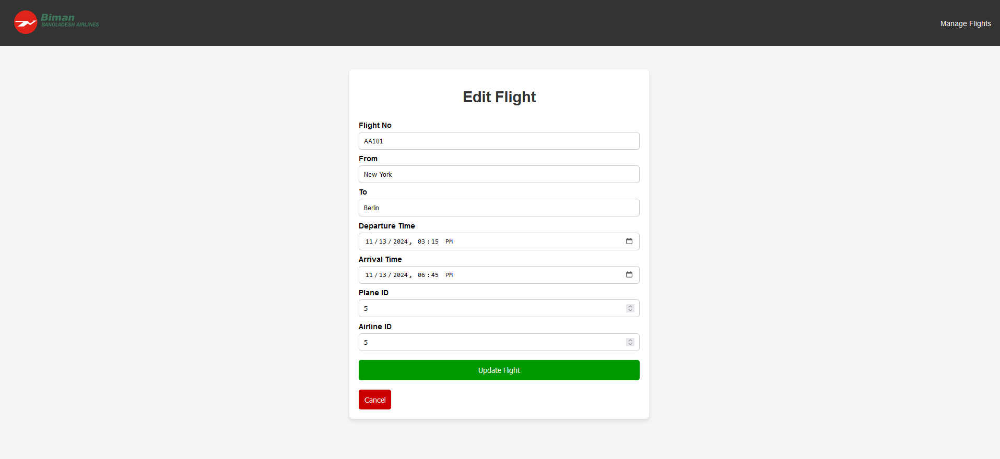 Biman
BANGLADESH AIRLINES
Manage Flights
Edit Flight
Flight No
AA101
From
New York
To
Berlin
Departure Time
11/13/2024, 03:15 PM
Arrival Time
11/13/2024, 06:45 PM
Plane ID
5
Airline ID
5
Update Flight
Cancel